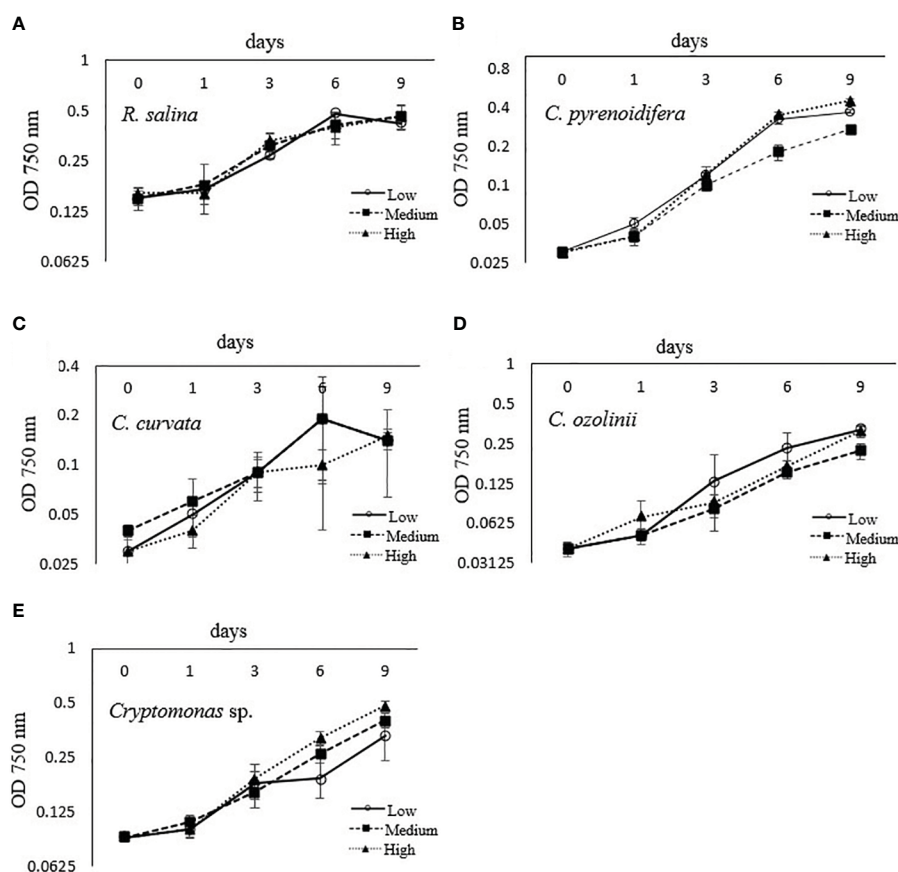 A
days
1
0 1 3 6 9
0.5
R. salina
0.25
0.125
0.0625
OD 750 nm
Low
Medium
High
B
days
0.8
0 1 3 6 9
0.4
C. pyrenoidifera
0.2
0.1
0.05
0.025
OD 750 nm
Low
Medium
High
C
days
0.4
0 1 3 6 9
0.2
C. curvata
0.1
0.05
0.025
OD 750 nm
Low
Medium
High
D
days
1
0 1 3 6 9
0.5
C. ozolinii
0.25
0.125
0.0625
0.03125
OD 750 nm
Low
Medium
High
E
days
1
0 1 3 6 9
0.5
Cryptomonas sp.
0.25
0.125
0.0625
OD 750 nm
Low
Medium
High